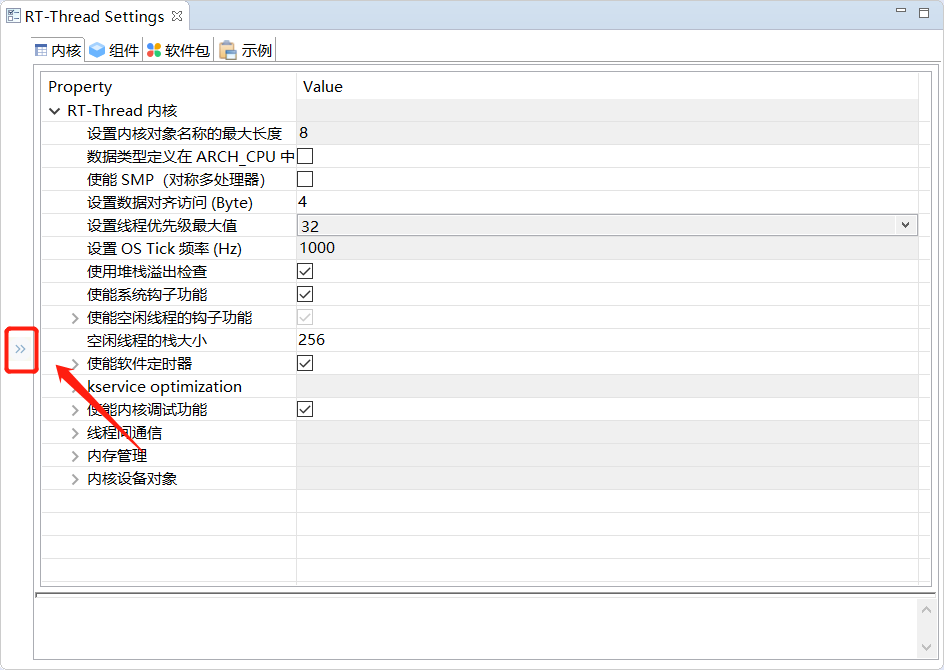 RT-Thread Settings
内核 组件 软件包 示例
Property Value
RT-Thread 内核
设置内核对象名称的最大长度 8
数据类型定义在 ARCH_CPU 中
使能 SMP（对称多处理器）
设置数据对齐访问 (Byte) 4
设置线程优先级最大值 32
设置 OS Tick 频率 (Hz) 1000
使用堆栈溢出检查
使能系统钩子功能
使能空闲线程的钩子功能
空闲线程的栈大小 256
使能软件定时器
kservice optimization
使能内核调试功能
线程间通信
内存管理
内核设备对象